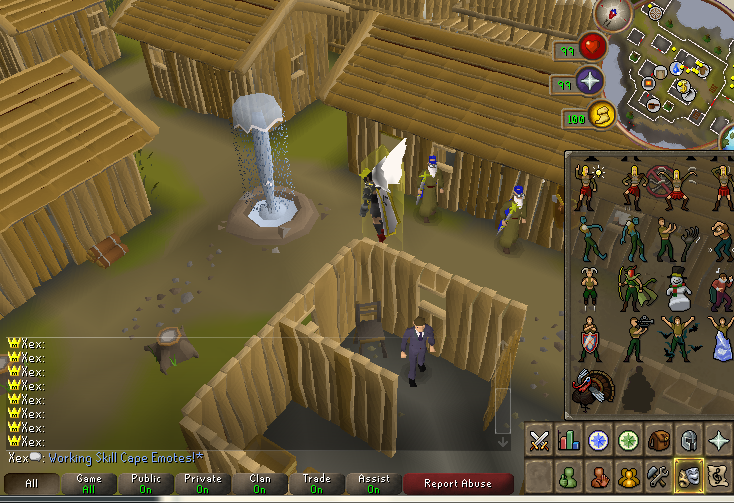 99
99
100
Xex:
Xex:
Xex:
Xex:
Xex:
Xex:
Xex:
Xex:
Xex: Working Skill Cape Emotes!*
All
Game
All
Public
On
Private
On
Clan
On
Trade
On
Assist
On
Report Abuse